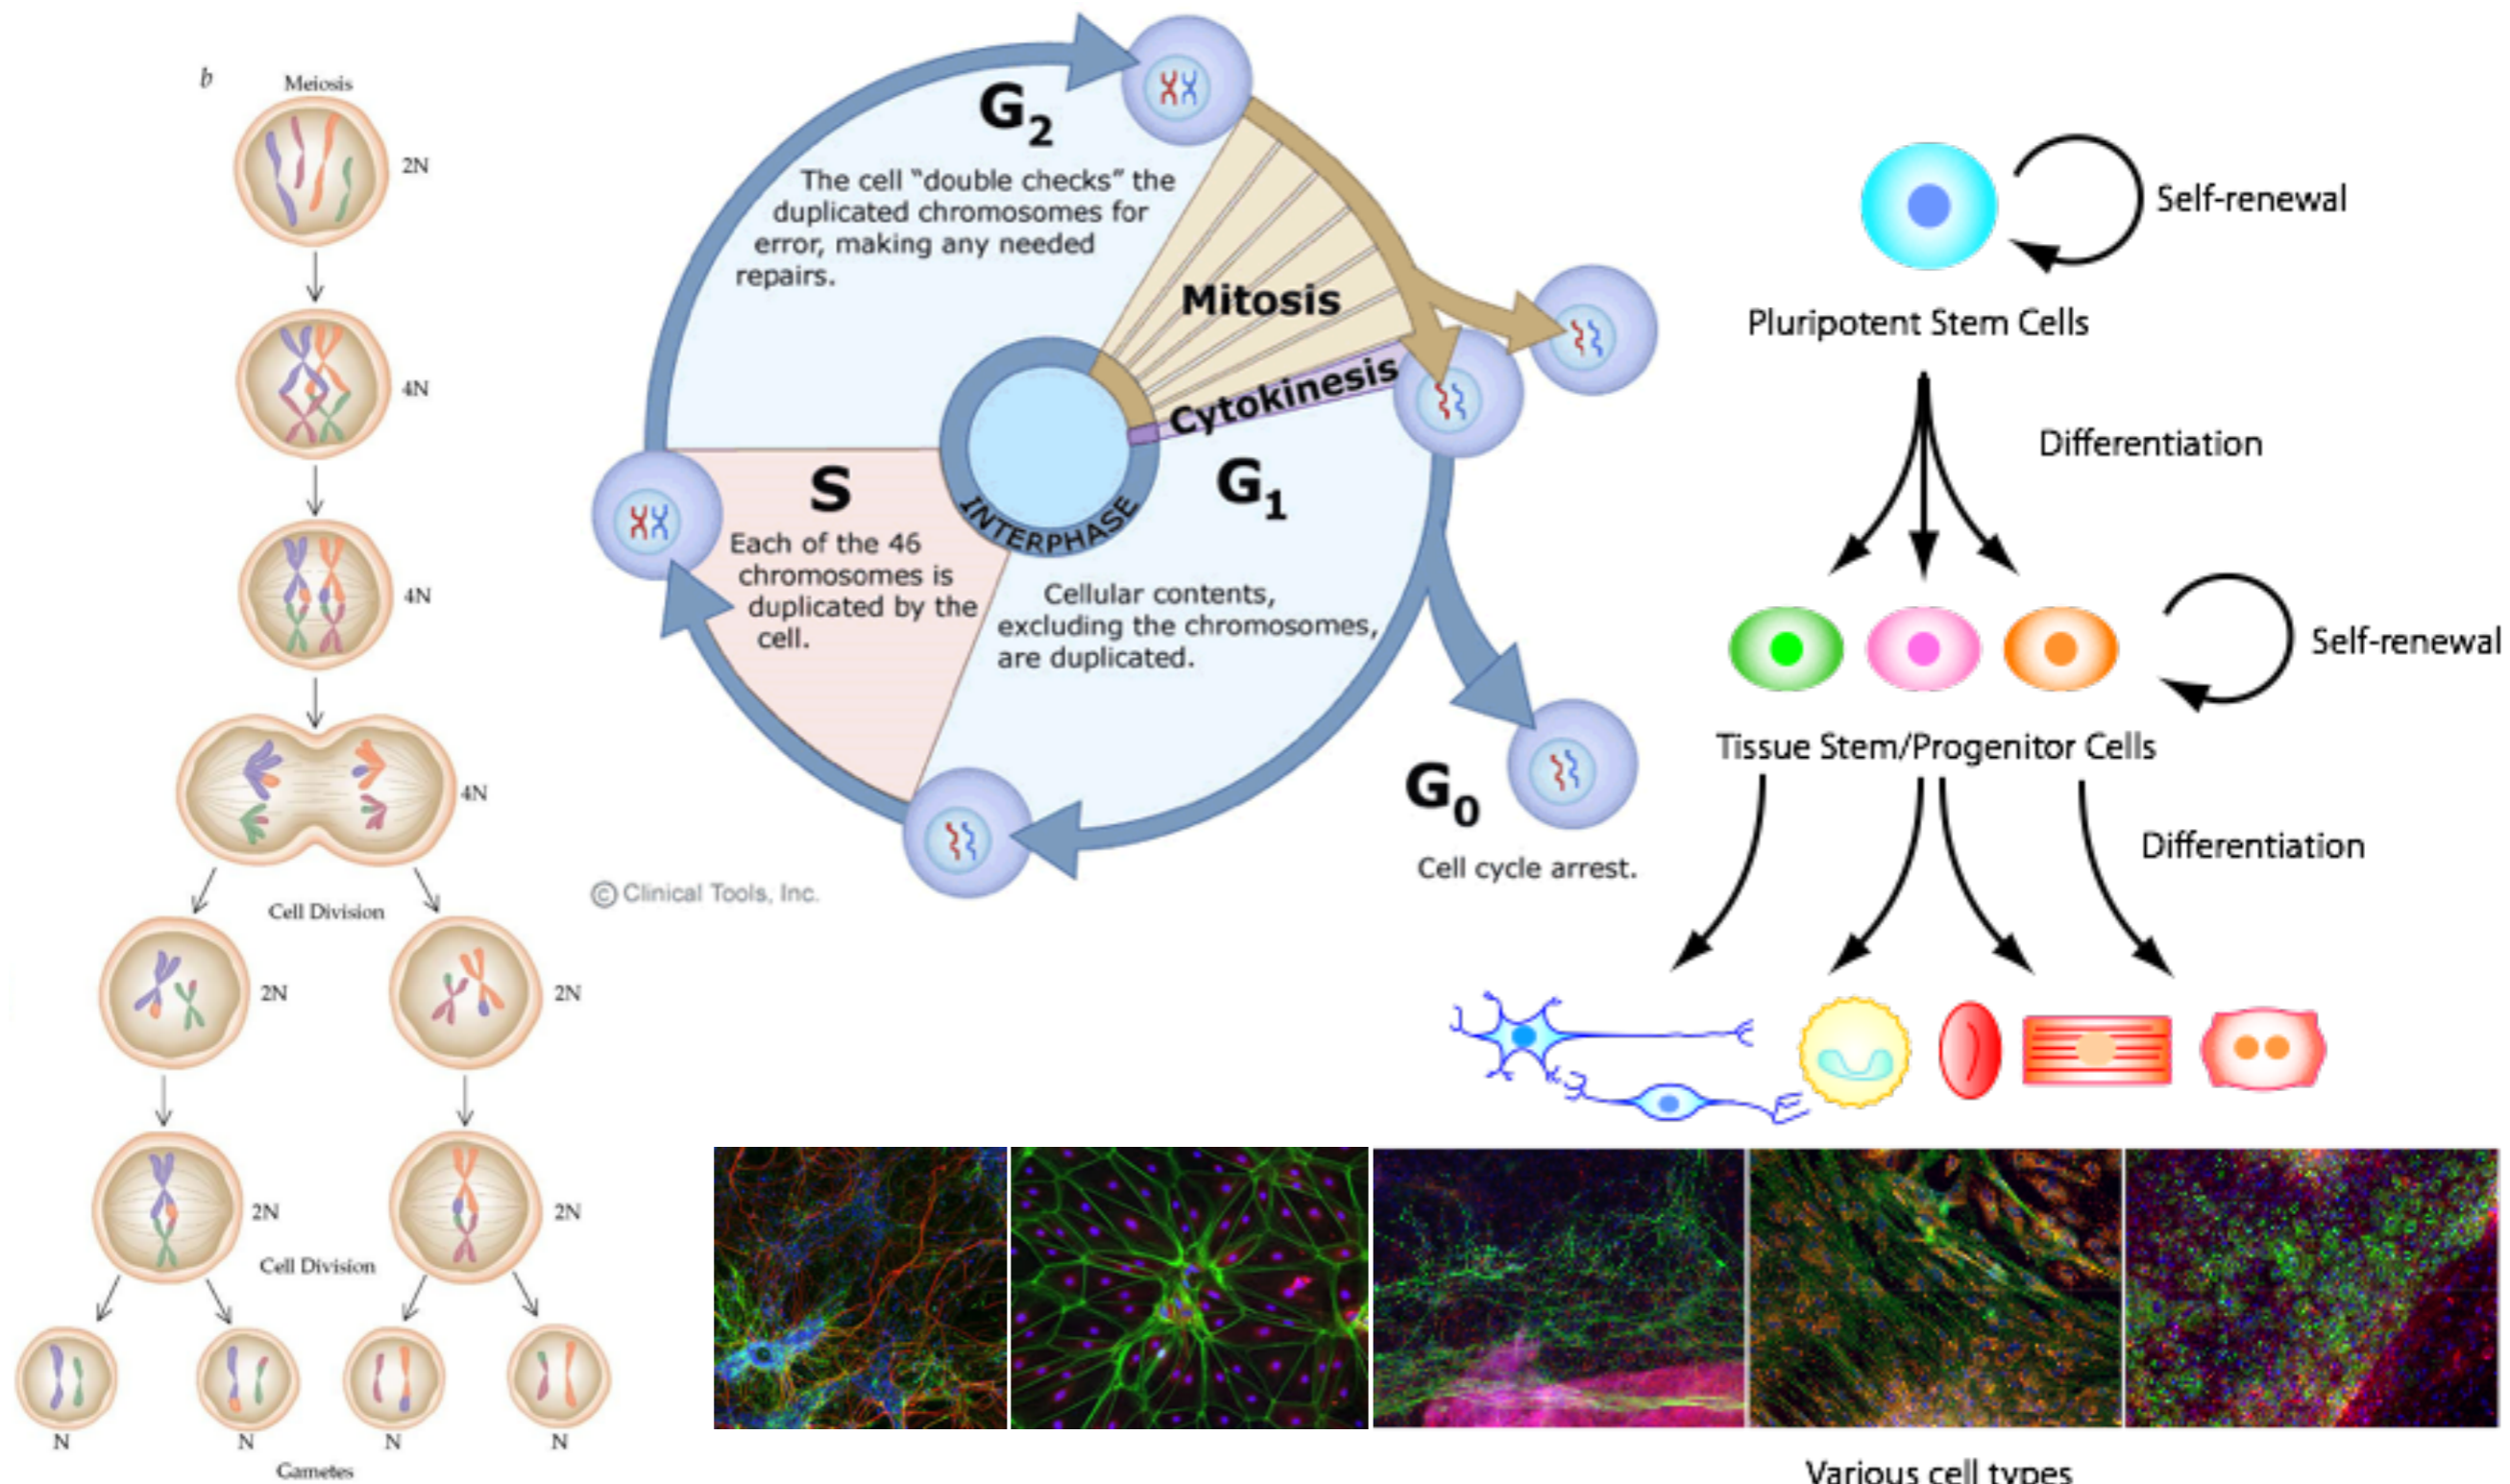 b
Meiosis
2N
4N
4N
4N
Cell Division
2N
2N
2N
2N
Cell Division
N
N
N
N
Gametes
G2
The cell “double checks” the
duplicated chromosomes for
error, making any needed
repairs.
Mitosis
Cytokinesis
S
Each of the 46
chromosomes is
duplicated by the
cell.
INTERPHASE
G1
Cellular contents,
excluding the chromosomes,
are duplicated.
G0
Cell cycle arrest.
© Clinical Tools, Inc.
Self-renewal
Pluripotent Stem Cells
Differentiation
Self-renewal
Tissue Stem/Progenitor Cells
Differentiation
Various cell types